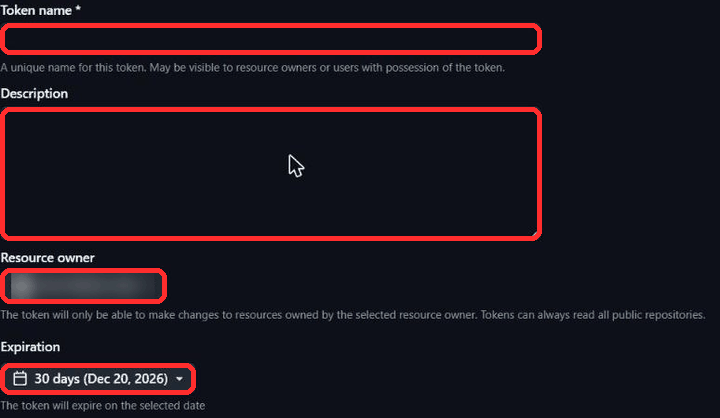 Token name *
A unique name for this token. May be visible to resource owners or users with possession of the token.
Description
Resource owner
The token will only be able to make changes to resources owned by the selected resource owner. Tokens can always read all public repositories.
Expiration
30 days (Dec 20, 2026)
The token will expire on the selected date